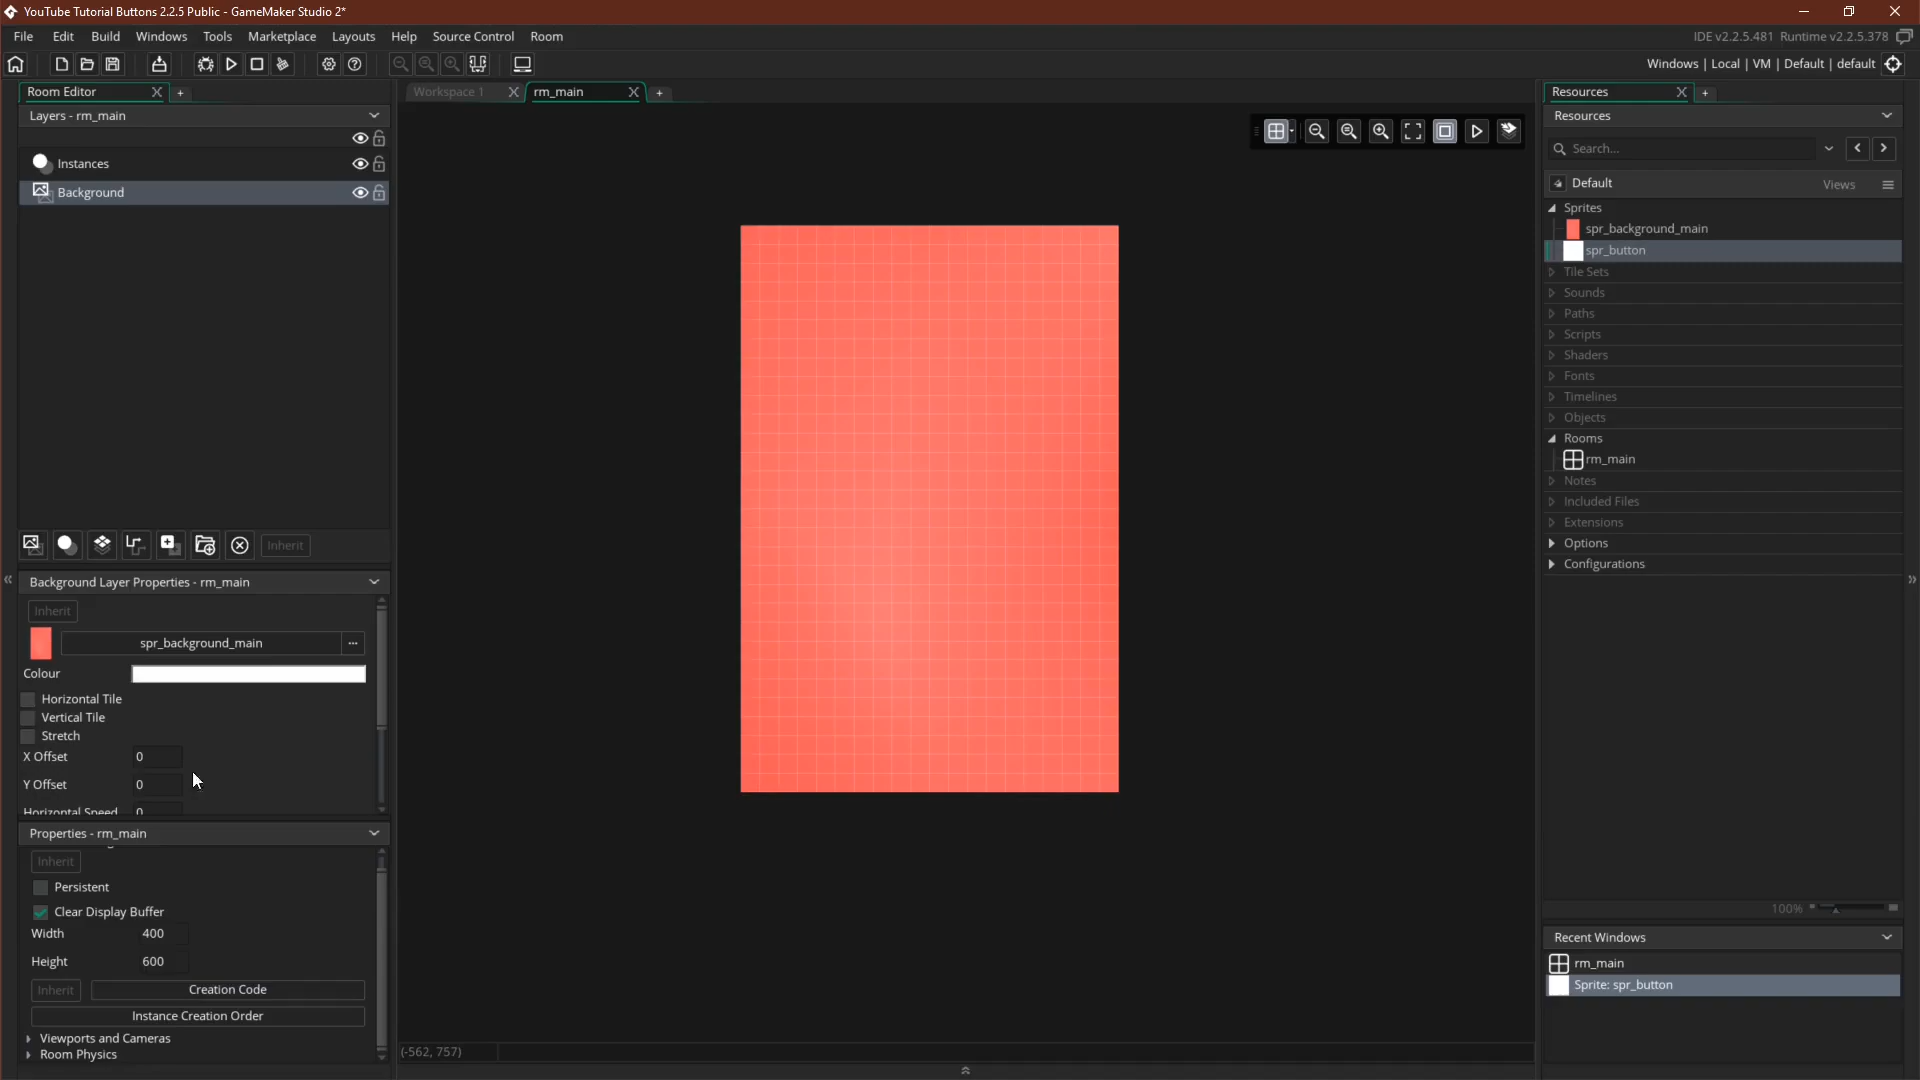 YouTube Tutorial Buttons 2.2.5 Public - GameMaker Studio 2*
File Edit Build Windows Tools Marketplace Layouts Help Source Control Room
IDE v2.2.5.481 Runtime v2.2.5.378
Windows | Local | VM | Default | default
Room Editor
Layers - rm_main
Instances
Background
Inherit
Background Layer Properties - rm_main
Inherit
spr_background_main ...
Colour
Horizontal Tile
Vertical Tile
Stretch
X Offset 0
Y Offset 0
Horizontal Speed 0
Properties - rm_main
Inherit
Persistent
Clear Display Buffer
Width 400
Height 600
Inherit Creation Code
Instance Creation Order
Viewports and Cameras
Room Physics
Workspace 1 rm_main
(-562, 757)
Resources
Resources
Search...
Default Views
Sprites
spr_background_main
spr_button
Tile Sets
Sounds
Paths
Scripts
Shaders
Fonts
Timelines
Objects
Rooms
rm_main
Notes
Included Files
Extensions
Options
Configurations
100%
Recent Windows
rm_main
Sprite: spr_button